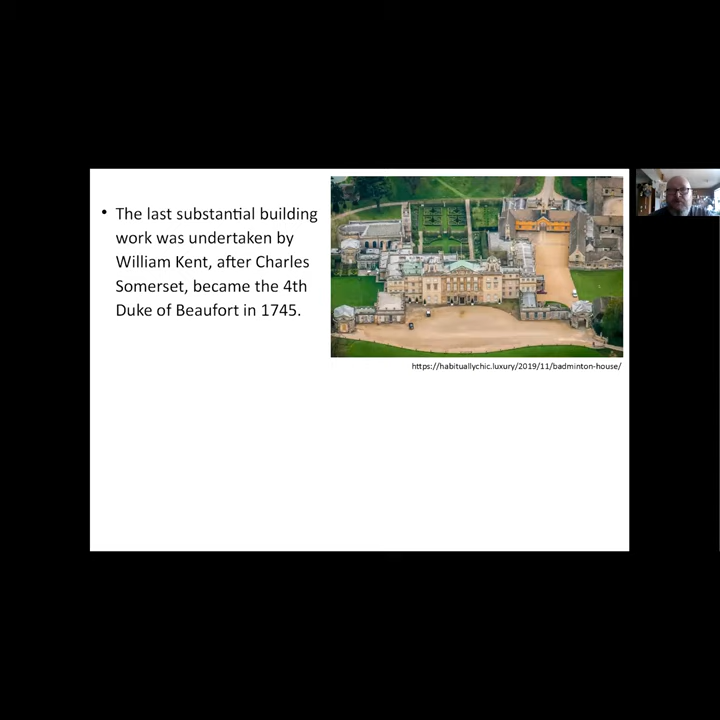 • The last substantial building
work was undertaken by
William Kent, after Charles
Somerset, became the 4th
Duke of Beaufort in 1745.
https://habituallychic.luxury/2019/11/badminton-house/